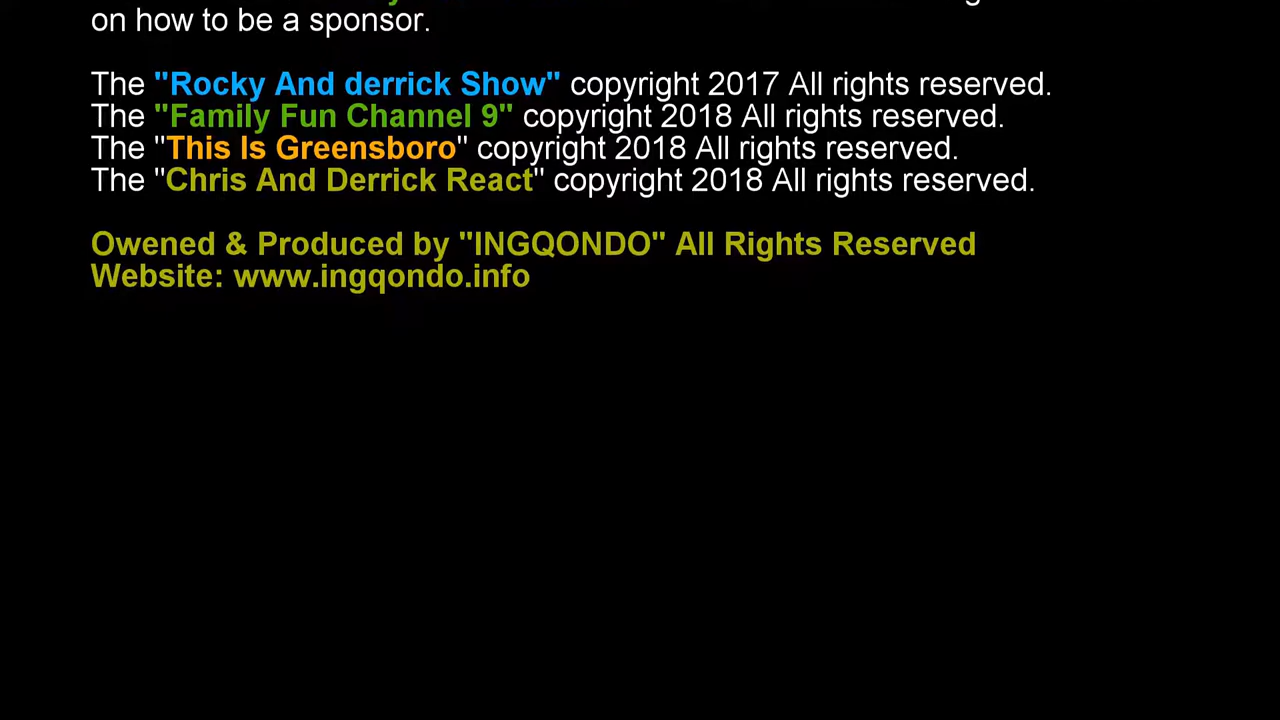 on how to be a sponsor.
The "Rocky And derrick Show" copyright 2017 All rights reserved.
The "Family Fun Channel 9" copyright 2018 All rights reserved.
The "This Is Greensboro" copyright 2018 All rights reserved.
The "Chris And Derrick React" copyright 2018 All rights reserved.
Owened & Produced by "INGQONDO" All Rights Reserved
Website: www.ingqondo.info